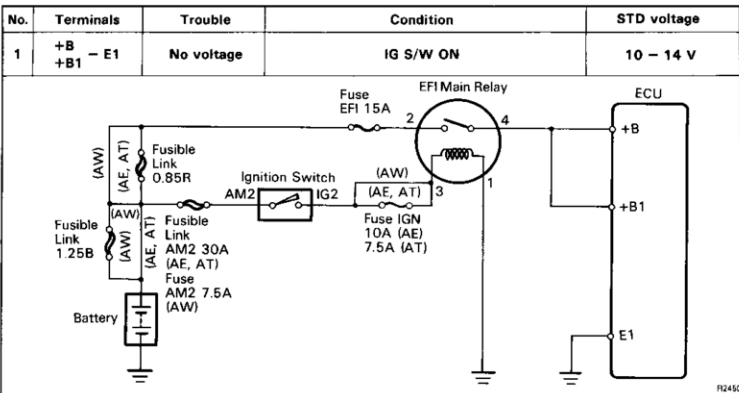 No. Terminals Trouble Condition STD voltage
1 +B +B1 – E1 No voltage IG S/W ON 10 – 14 V
Fuse
EFI 15A
EFI Main Relay
ECU
2
4
+B
(AW)
(AE, AT)
Fusible
Link
0.85R
Ignition Switch
AM2
IG2
(AW)
(AE, AT)
3
1
+B1
Fuse IGN
10A (AE)
7.5A (AT)
(AW)
Fusible
Link
1.25B
(AW)
(AE, AT)
Fusible
Link
AM2 30A
(AE, AT)
Fuse
AM2 7.5A
(AW)
Battery
E1
FI2450